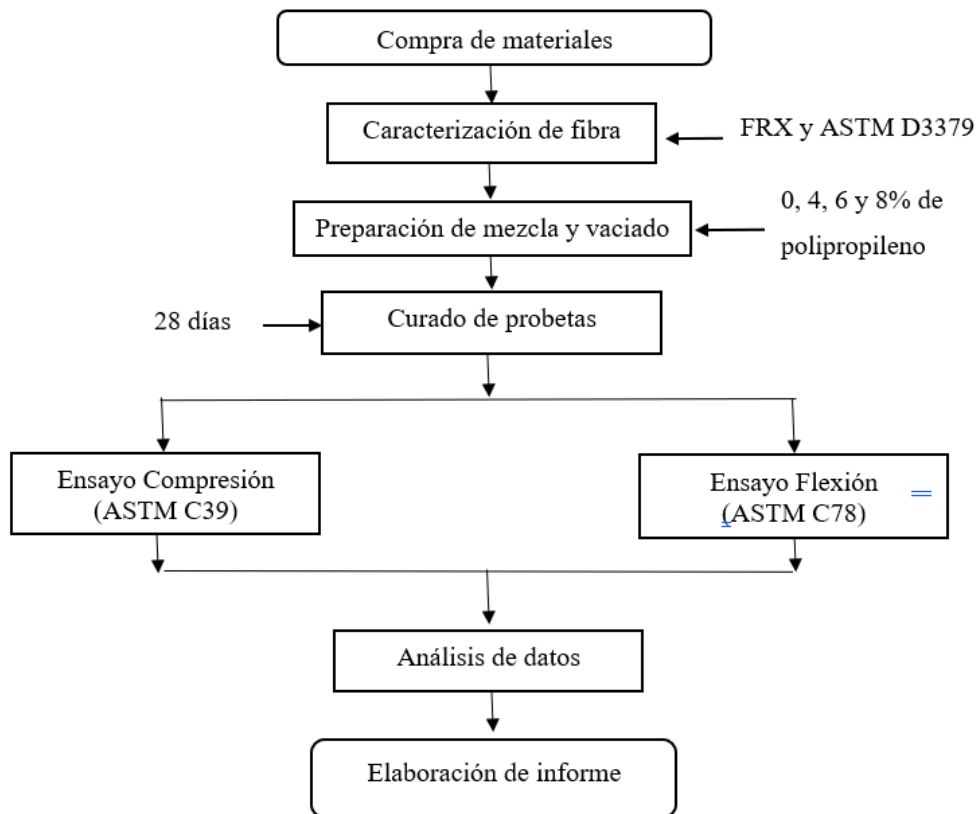 Compra de materiales
Caracterización de fibra
FRX y ASTM D3379
Preparación de mezcla y vaciado
0, 4, 6 y 8% de
polipropileno
28 días
Curado de probetas
Ensayo Compresión
(ASTM C39)
Ensayo Flexión
(ASTM C78)
Análisis de datos
Elaboración de informe